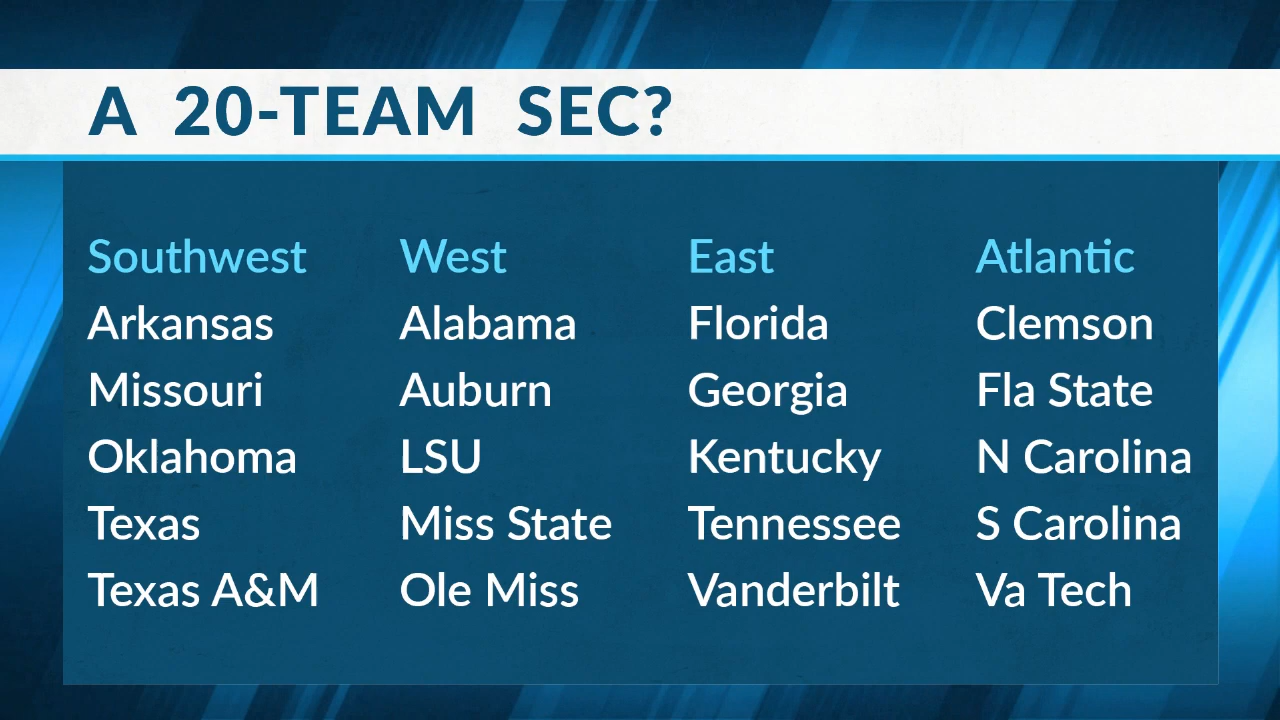 A 20-TEAM SEC?
Southwest West East Atlantic
Arkansas Alabama Florida Clemson
Missouri Auburn Georgia Fla State
Oklahoma LSU Kentucky N Carolina
Texas Miss State Tennessee S Carolina
Texas A&M Ole Miss Vanderbilt Va Tech